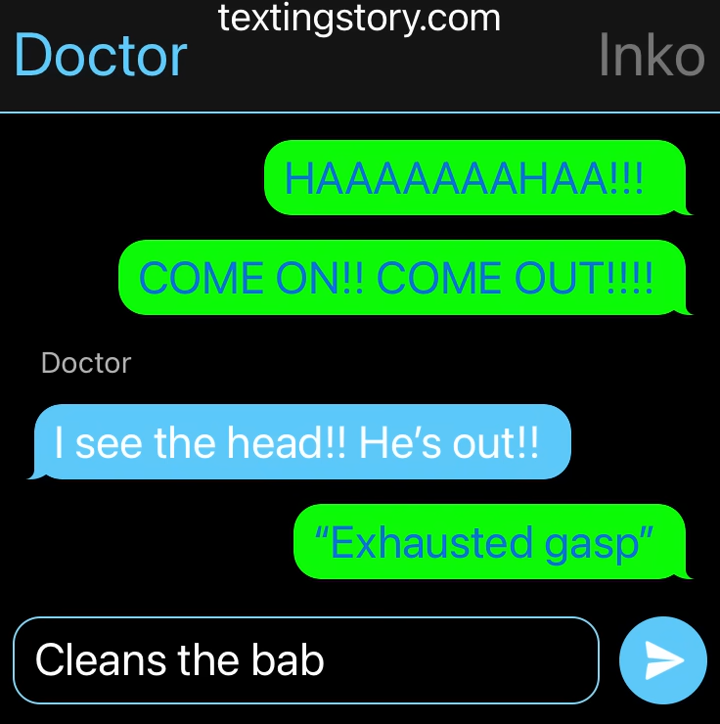 textingstory.com
Doctor
Inko
HAAAAAAAHAA!!!
COME ON!! COME OUT!!!!
Doctor
I see the head!! He’s out!!
“Exhausted gasp”
Cleans the bab